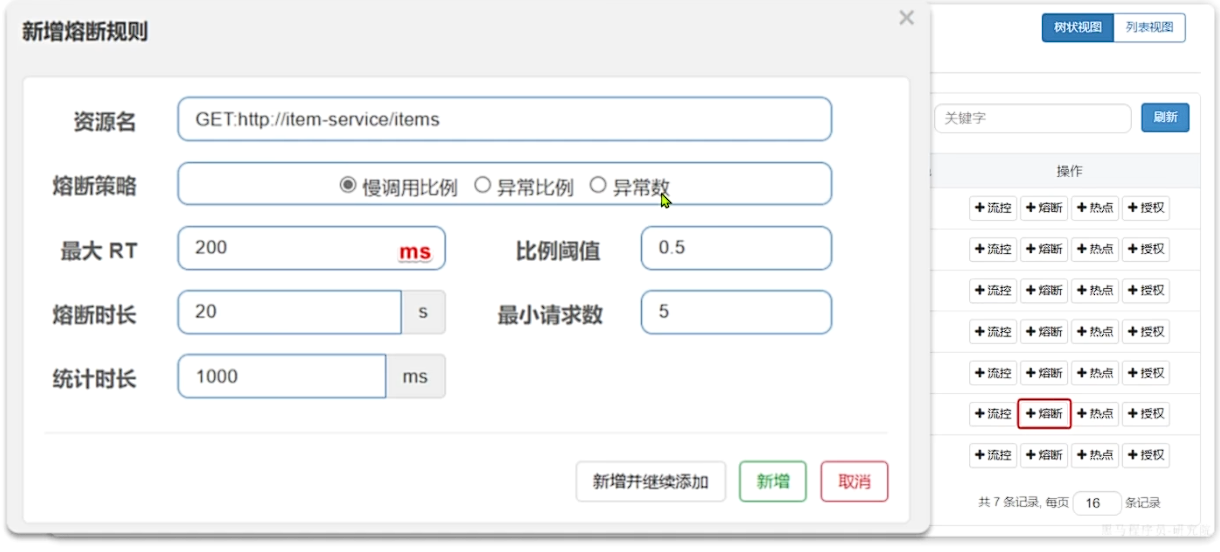 新增熔断规则
×
资源名 GET:http://item-service/items
熔断策略 慢调用比例 异常比例 异常数
最大 RT 200 ms 比例阈值 0.5
熔断时长 20 s 最小请求数 5
统计时长 1000 ms
新增并继续添加 新增 取消
树状视图 列表视图
关键字 刷新
操作
+流控 +熔断 +热点 +授权
+流控 +熔断 +热点 +授权
+流控 +熔断 +热点 +授权
+流控 +熔断 +热点 +授权
+流控 +熔断 +热点 +授权
+流控 +熔断 +热点 +授权
+流控 +熔断 +热点 +授权
共 7 条记录, 每页 16 条记录